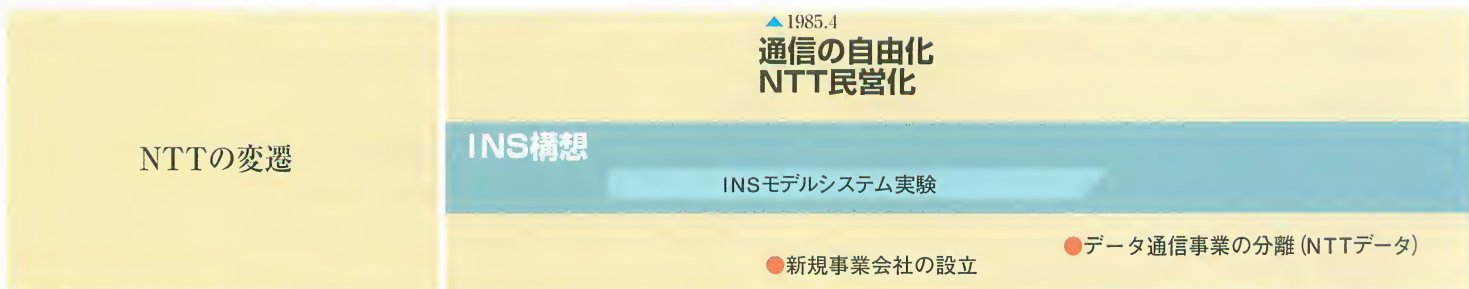 ▲1985.4
通信の自由化
NTT民営化
NTTの変遷
INS構想
INSモデルシステム実験
●データ通信事業の分離(NTTデータ)
●新規事業会社の設立